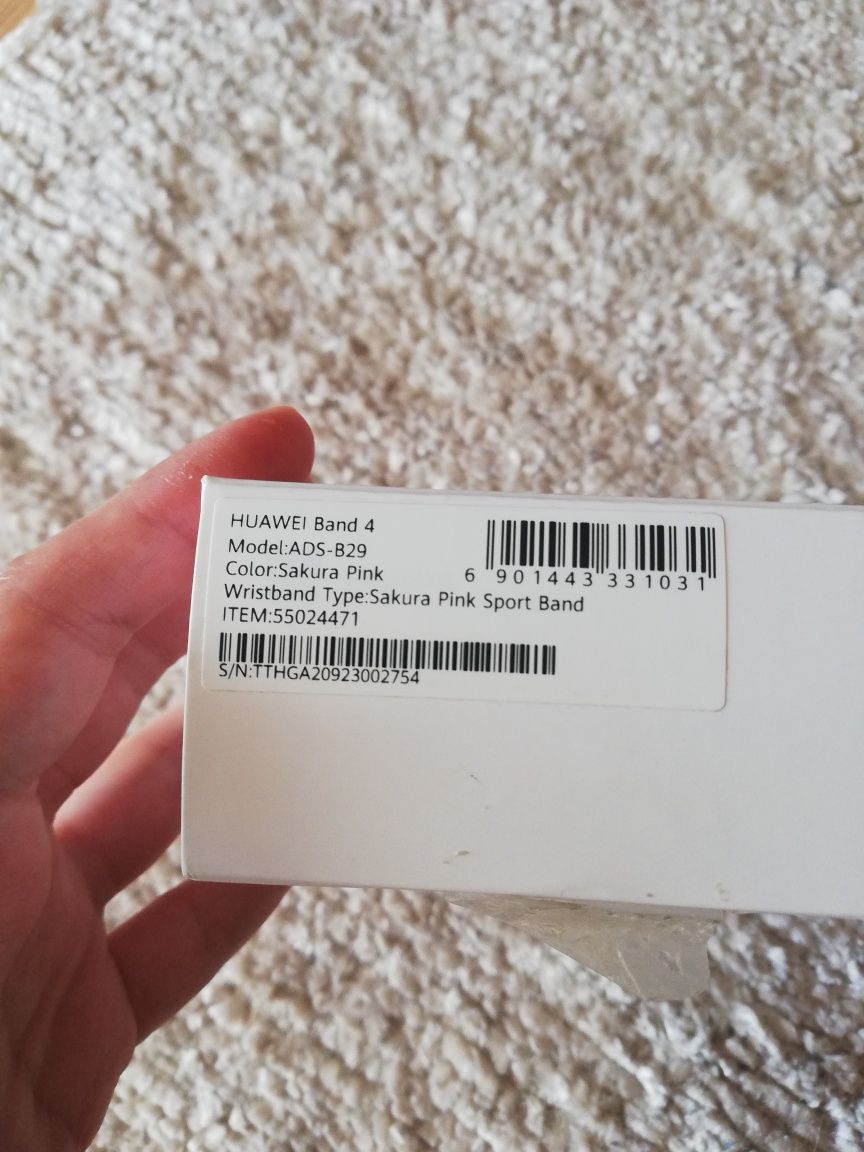 HUAWEI Band 4
Model:ADS-B29
Color:Sakura Pink
Wristband Type:Sakura Pink Sport Band
ITEM:55024471
6 901443 331031
S/N:TTHGA20923002754